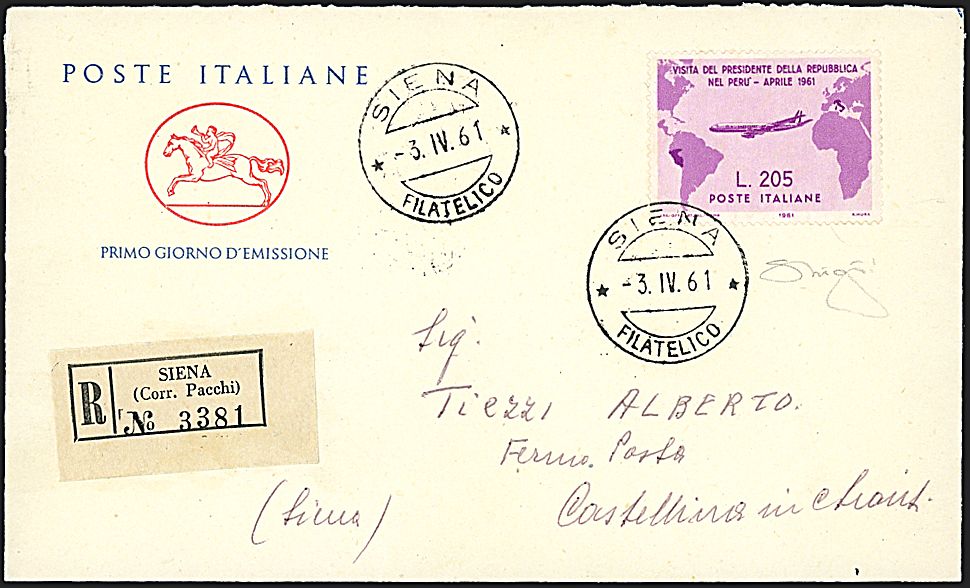 POSTE ITALIANE
PRIMO GIORNO D'EMISSIONE
SIENA
-3. IV. 61
FILATELICO
VISITA DEL PRESIDENTE DELLA REPUBBLICA
NEL PERU' - APRILE 1961
L. 205
POSTE ITALIANE
1961
SIENA
-3. IV. 61
FILATELICO
R
SIENA
(Corr. Pacchi)
No 3381
Sig.
Tiezzi ALBERTO.
Fermo Posta
Castellina in Chianti.
(Siena)